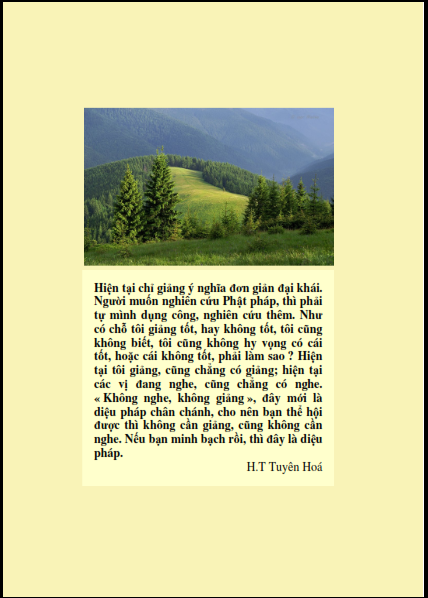 Hiện tại chỉ giảng ý nghĩa đơn giản đại khái.
Người muốn nghiên cứu Phật pháp, thì phải
tự mình dụng công, nghiên cứu thêm. Như
có chỗ tôi giảng tốt, hay không tốt, tôi cũng
không biết, tôi cũng không hy vọng có cái
tốt, hoặc cái không tốt, phải làm sao ? Hiện
tại tôi giảng, cũng chẳng có giảng; hiện tại
các vị đang nghe, cũng chẳng có nghe.
« Không nghe, không giảng », đây mới là
diệu pháp chân chánh, cho nên bạn thể hội
được thì không cần giảng, cũng không cần
nghe. Nếu bạn minh bạch rồi, thì đây là diệu
pháp.
H.T Tuyên Hoá